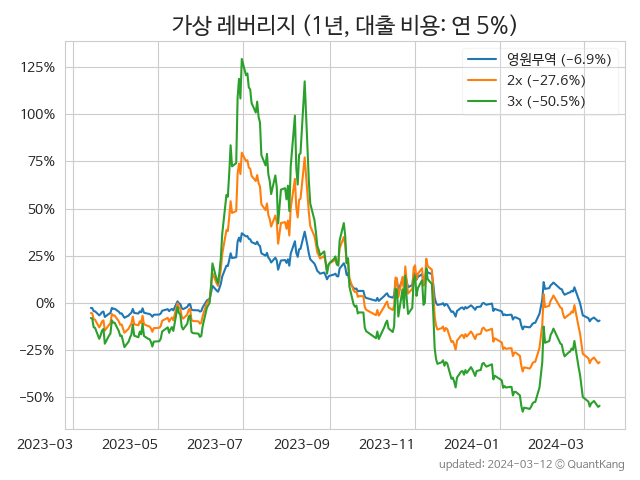 가상 레버리지 (1년, 대출 비용: 연 5%)
영원무역 (−6.9%)
2x (−27.6%)
3x (−50.5%)
125%
100%
75%
50%
25%
0%
−25%
−50%
2023-03 2023-05 2023-07 2023-09 2023-11 2024-01 2024-03
updated: 2024-03-12 © QuantKang